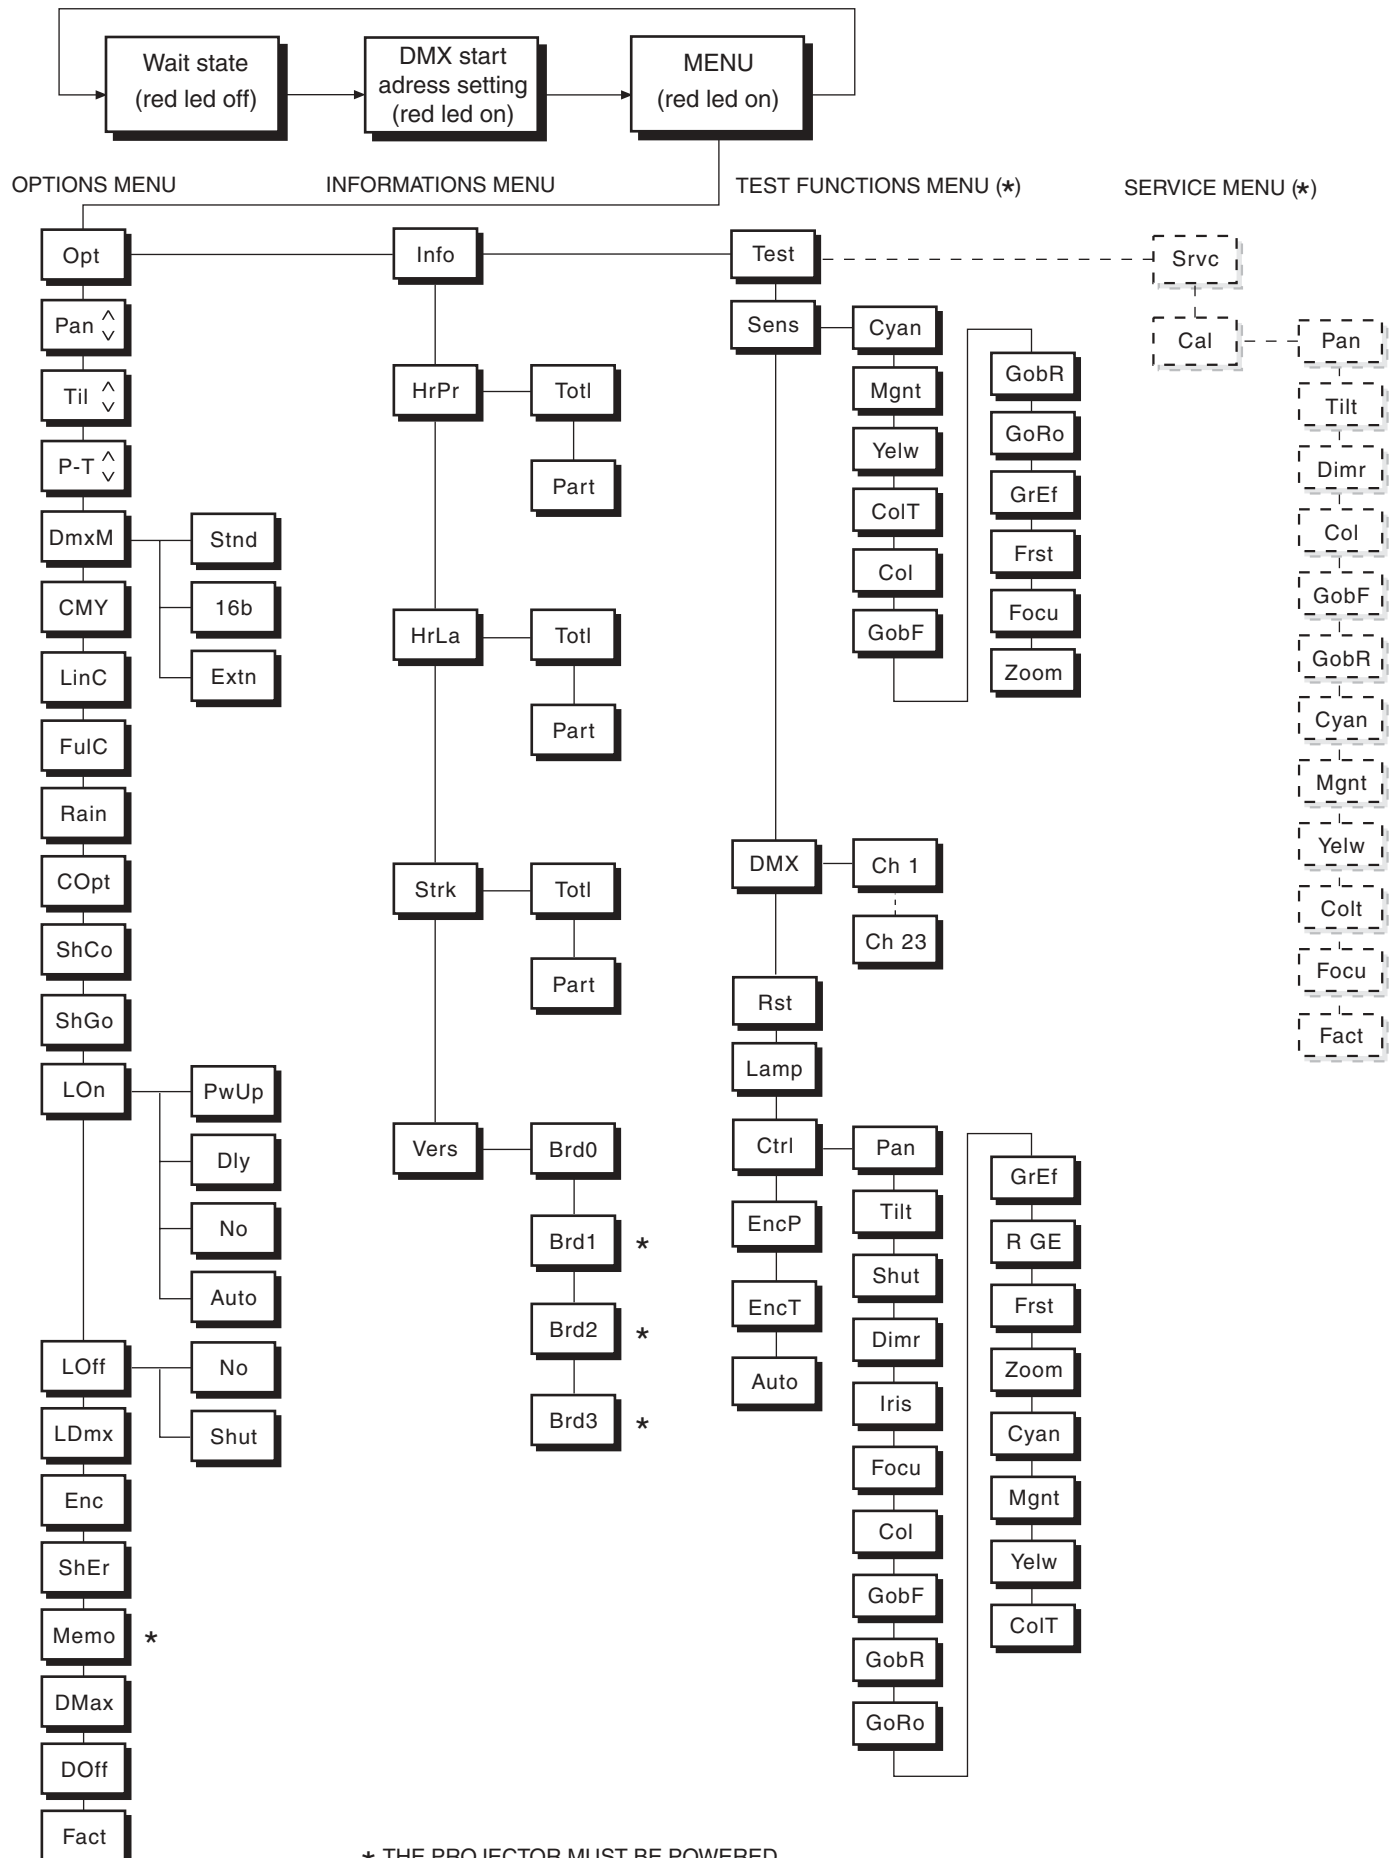 Wait state
(red led off)
DMX start
adress setting
(red led on)
MENU
(red led on)
OPTIONS MENU
INFORMATIONS MENU
TEST FUNCTIONS MENU (*)
SERVICE MENU (*)
Opt
Pan
Til
P-T
DmxM
Stnd
16b
Extn
CMY
LinC
FulC
Rain
COpt
ShCo
ShGo
LOn
PwUp
Dly
No
Auto
LOff
No
Shut
LDmx
Enc
ShEr
Memo *
DMax
DOff
Fact
Info
HrPr
Totl
Part
HrLa
Totl
Part
Strk
Totl
Part
Vers
Brd0
Brd1 *
Brd2 *
Brd3 *
Test
Sens
Cyan
Mgnt
Yelw
ColT
Col
GobF
GobR
GoRo
GrEf
Frst
Focu
Zoom
DMX
Ch 1
Ch 23
Rst
Lamp
Ctrl
Pan
Tilt
Shut
Dimr
Iris
Focu
Col
GobF
GobR
GoRo
GrEf
R GE
Frst
Zoom
Cyan
Mgnt
Yelw
ColT
EncP
EncT
Auto
Srvc
Cal
Pan
Tilt
Dimr
Col
GobF
GobR
Cyan
Mgnt
Yelw
Colt
Focu
Fact
* THE PROJECTOR MUST BE POWERED